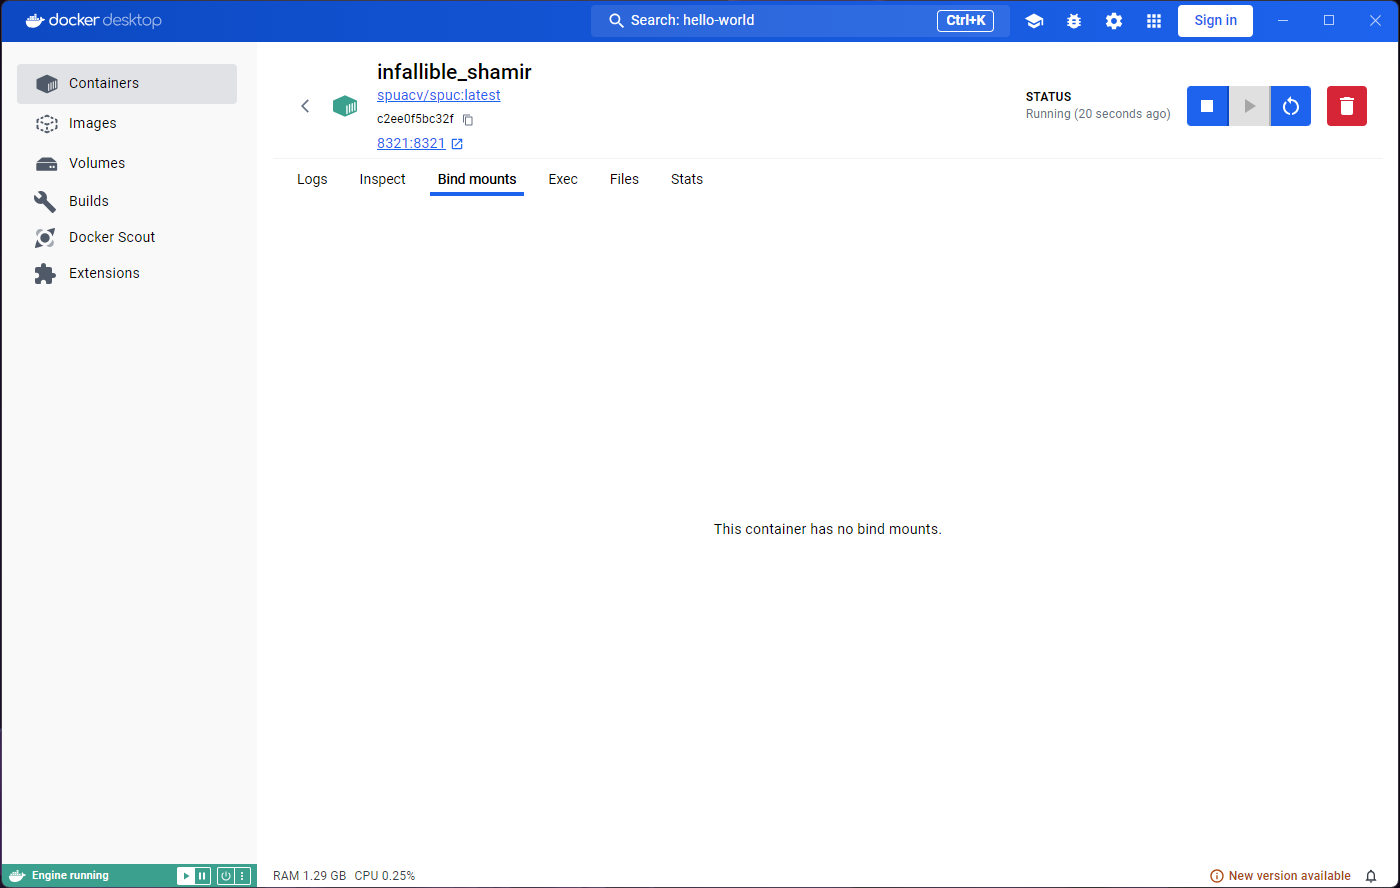 docker desktop
Search: hello-world
Ctrl+K
Sign in
Containers
Images
Volumes
Builds
Docker Scout
Extensions
infallible_shamir
spuacv/spuc:latest
c2ee0f5bc32f
8321:8321
STATUS
Running (20 seconds ago)
Logs
Inspect
Bind mounts
Exec
Files
Stats
This container has no bind mounts.
Engine running
RAM 1.29 GB CPU 0.25%
New version available